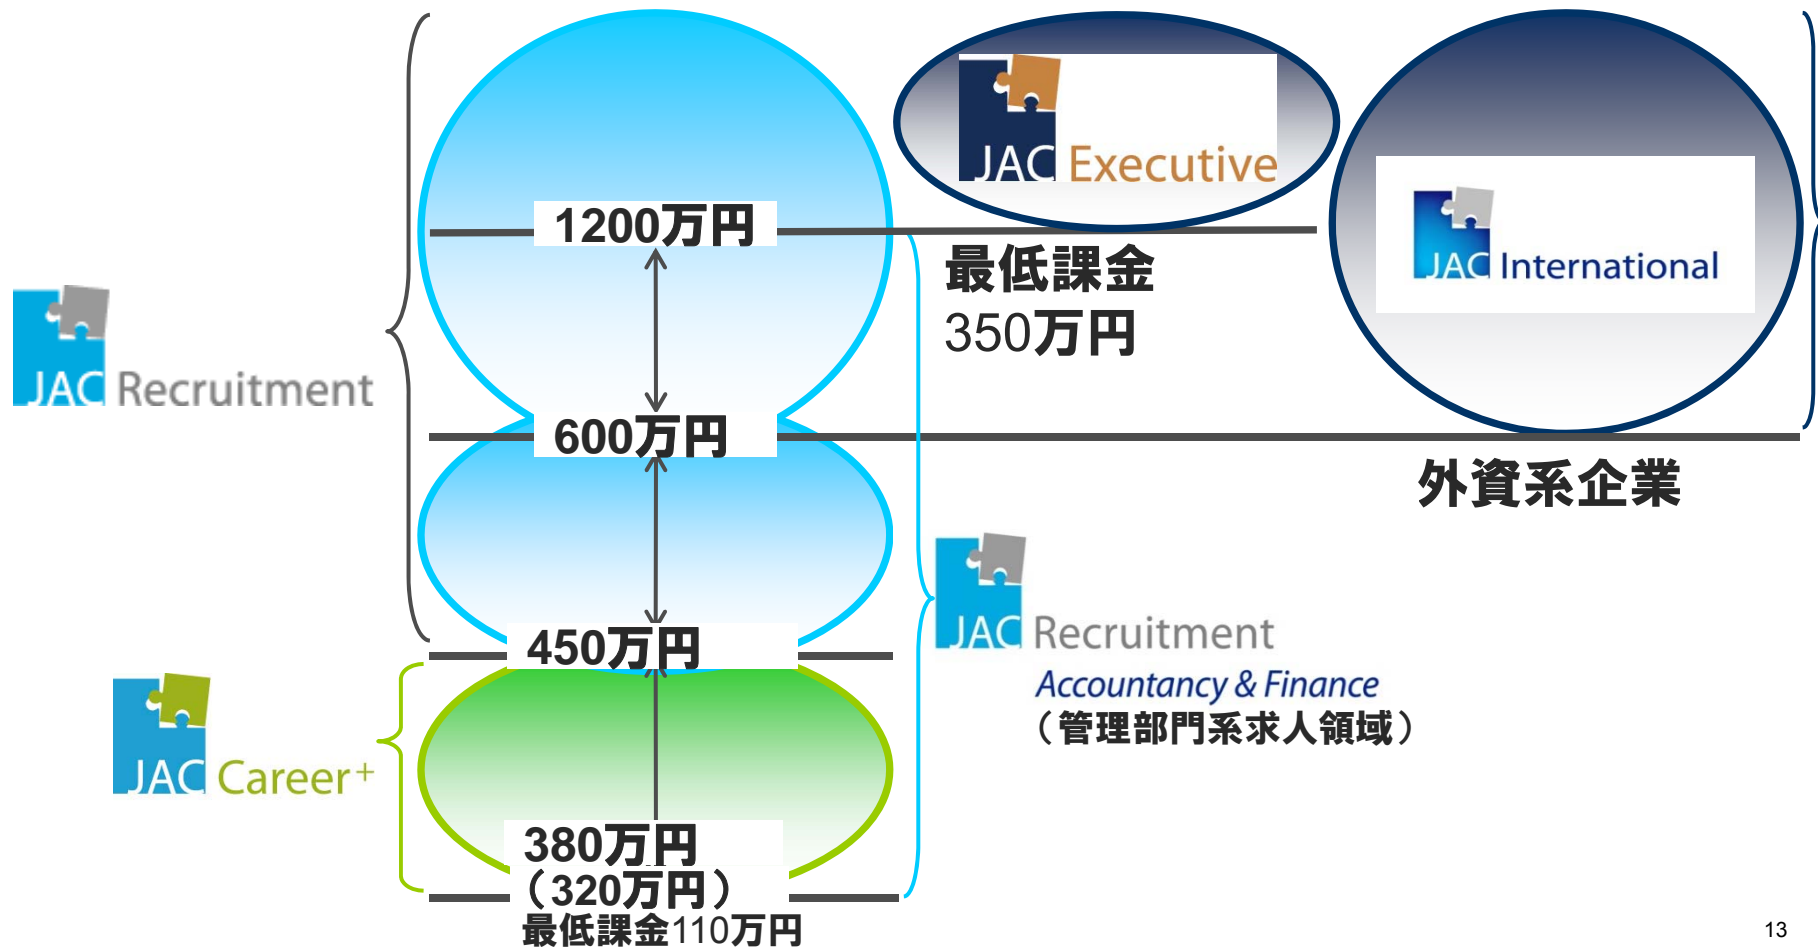 JAC Executive
1200万円
最低課金
350万円
JAC International
JAC Recruitment
600万円
外資系企業
450万円
JAC Recruitment
Accountancy & Finance
（管理部門系求人領域）
JAC Career+
380万円
（320万円）
最低課金110万円
13